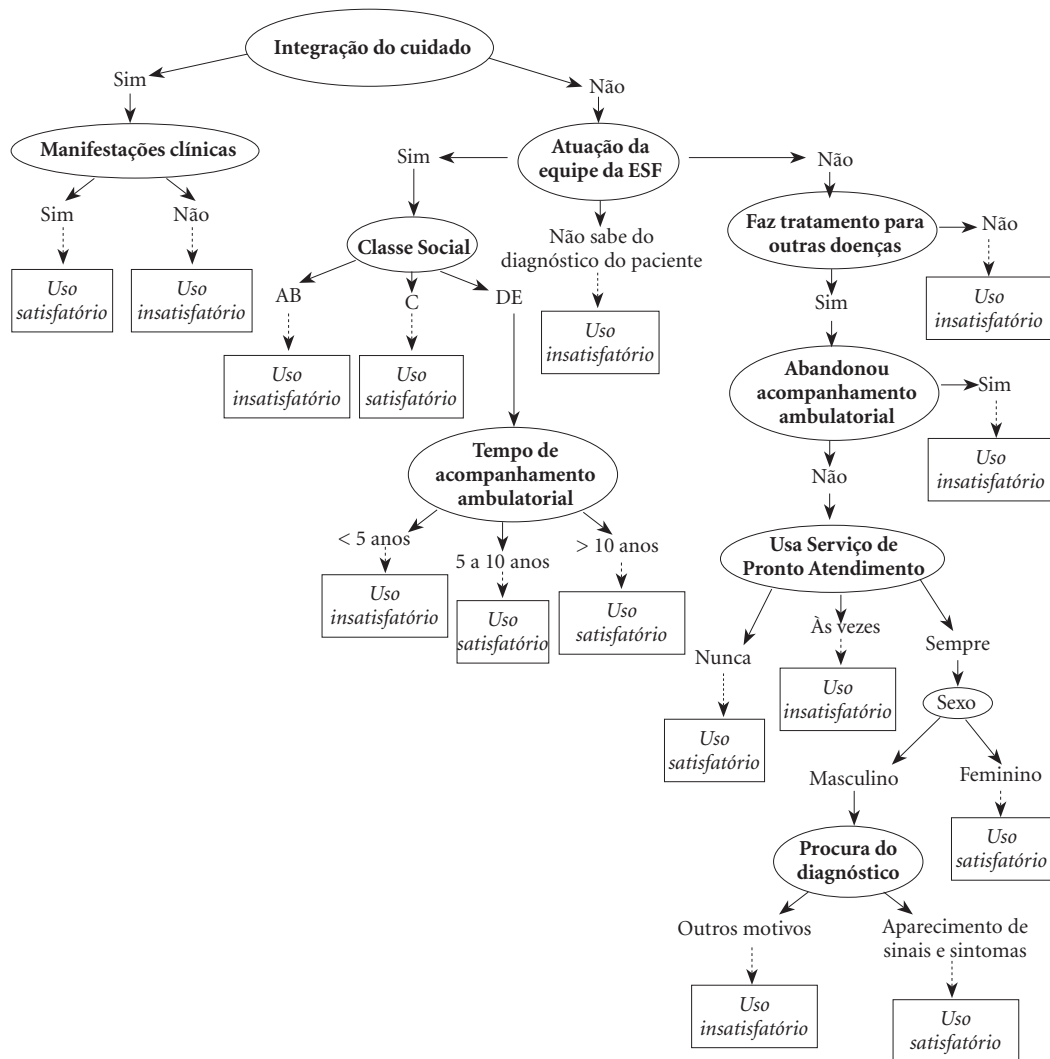 Integração do cuidado
Sim
Não
Manifestações clínicas
Sim
Não
Uso
satisfatório
Uso
insatisfatório
Atuação da
equipe da ESF
Sim
Não sabe do
diagnóstico do paciente
Uso
insatisfatório
Não
Classe Social
AB
C
DE
Uso
insatisfatório
Uso
satisfatório
Tempo de
acompanhamento
ambulatorial
< 5 anos
5 a 10 anos
> 10 anos
Uso
insatisfatório
Uso
satisfatório
Uso
satisfatório
Faz tratamento para
outras doenças
Não
Uso
insatisfatório
Sim
Abandonou
acompanhamento
ambulatorial
Sim
Uso
insatisfatório
Não
Usa Serviço de
Pronto Atendimento
Nunca
Às vezes
Sempre
Uso
satisfatório
Uso
insatisfatório
Sexo
Masculino
Feminino
Uso
satisfatório
Procura do
diagnóstico
Outros motivos
Aparecimento de
sinais e sintomas
Uso
insatisfatório
Uso
satisfatório